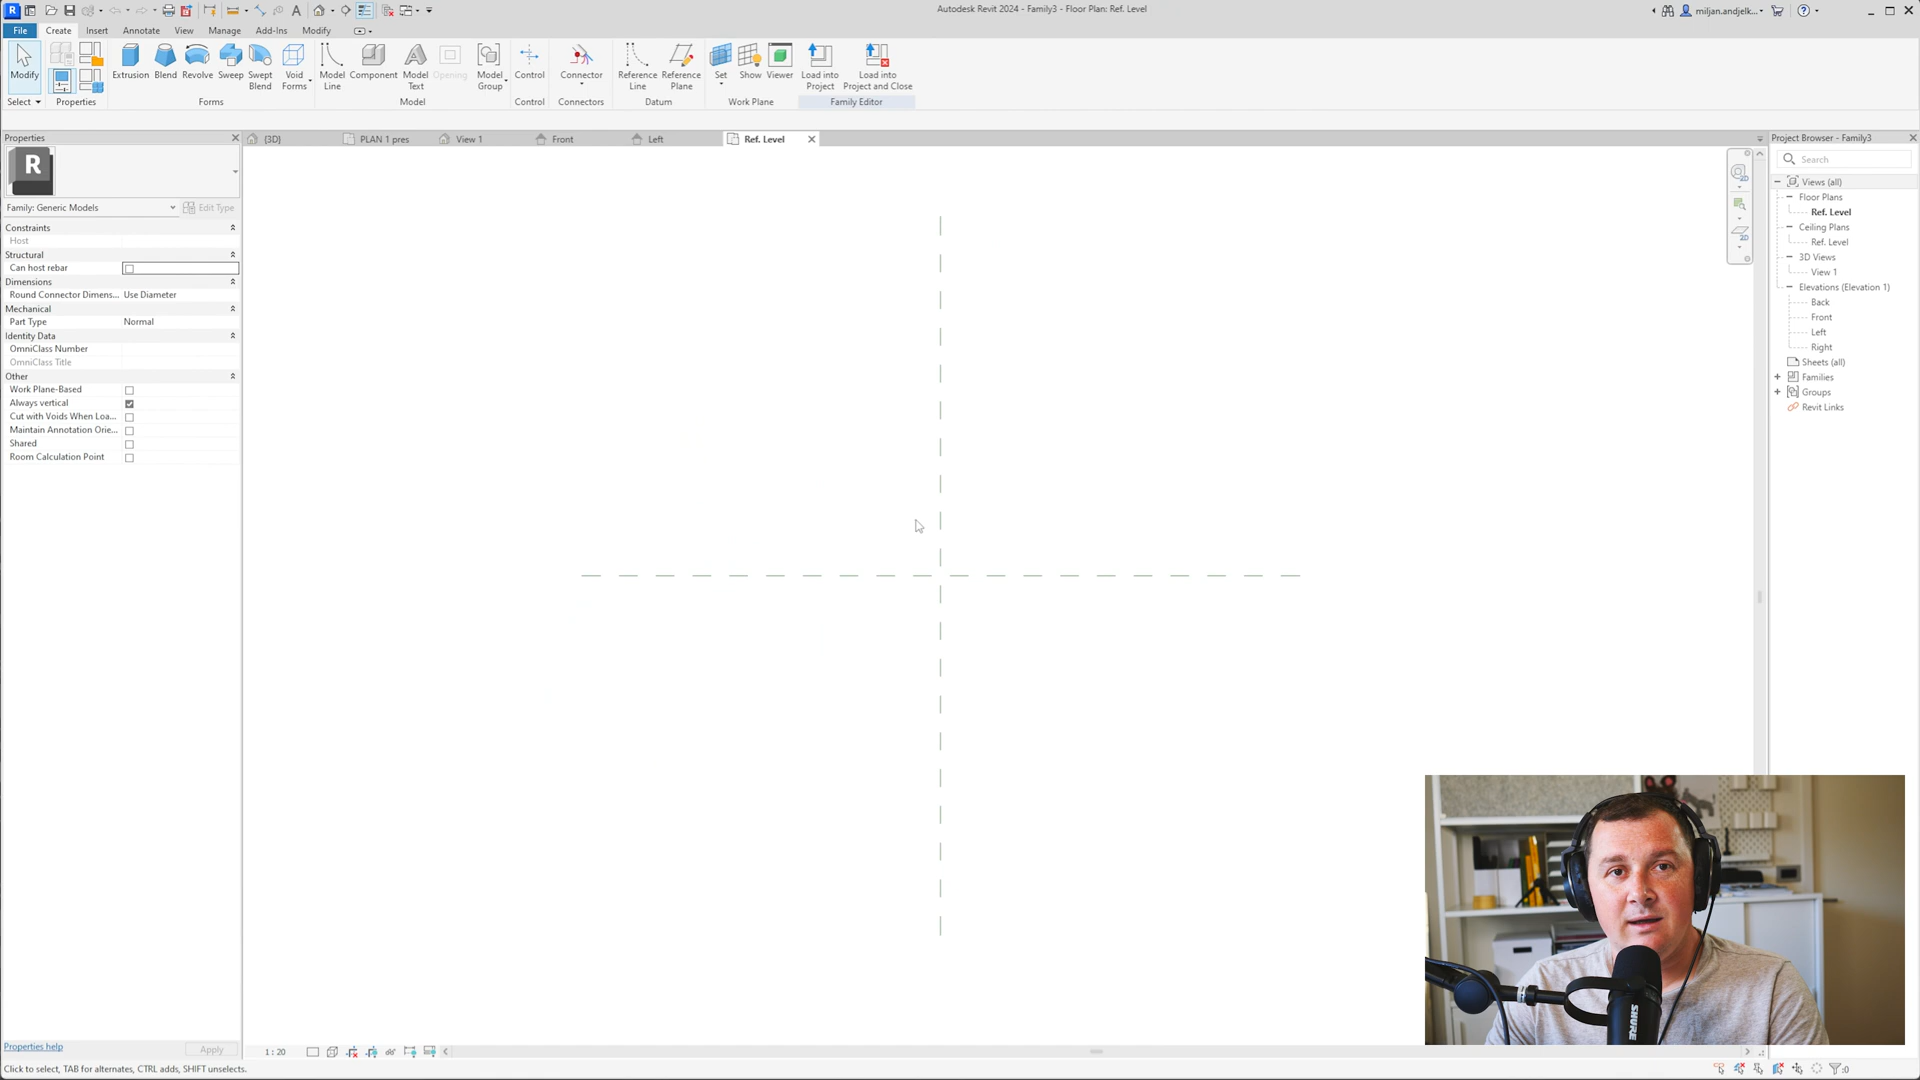 Autodesk Revit 2024 - Family3 - Floor Plan: Ref. Level
miljan.andjelk...
File Create Insert Annotate View Manage Add-Ins Modify
Modify
Extrusion Blend Revolve Sweep Swept Blend Void Forms
Model Line Component Model Text Opening Model Group
Control Connector Reference Line Reference Plane
Set Show Viewer Load into Project Load into Project and Close
Select Properties Forms Model Control Connectors Datum Work Plane Family Editor
Properties
{3D} PLAN 1 pres View 1 Front Left Ref. Level
Project Browser - Family3
R
Search
Family: Generic Models Edit Type
Constraints
Host
Structural
Can host rebar
Dimensions
Round Connector Dimens... Use Diameter
Mechanical
Part Type Normal
Identity Data
OmniClass Number
OmniClass Title
Other
Work Plane-Based
Always vertical
Cut with Voids When Loa...
Maintain Annotation Orie...
Shared
Room Calculation Point
Views (all)
Floor Plans
Ref. Level
Ceiling Plans
Ref. Level
3D Views
View 1
Elevations (Elevation 1)
Back
Front
Left
Right
Sheets (all)
Families
Groups
Revit Links
2D
2D
SHURE
Properties help Apply
1 : 20
Click to select, TAB for alternates, CTRL adds, SHIFT unselects.
:0